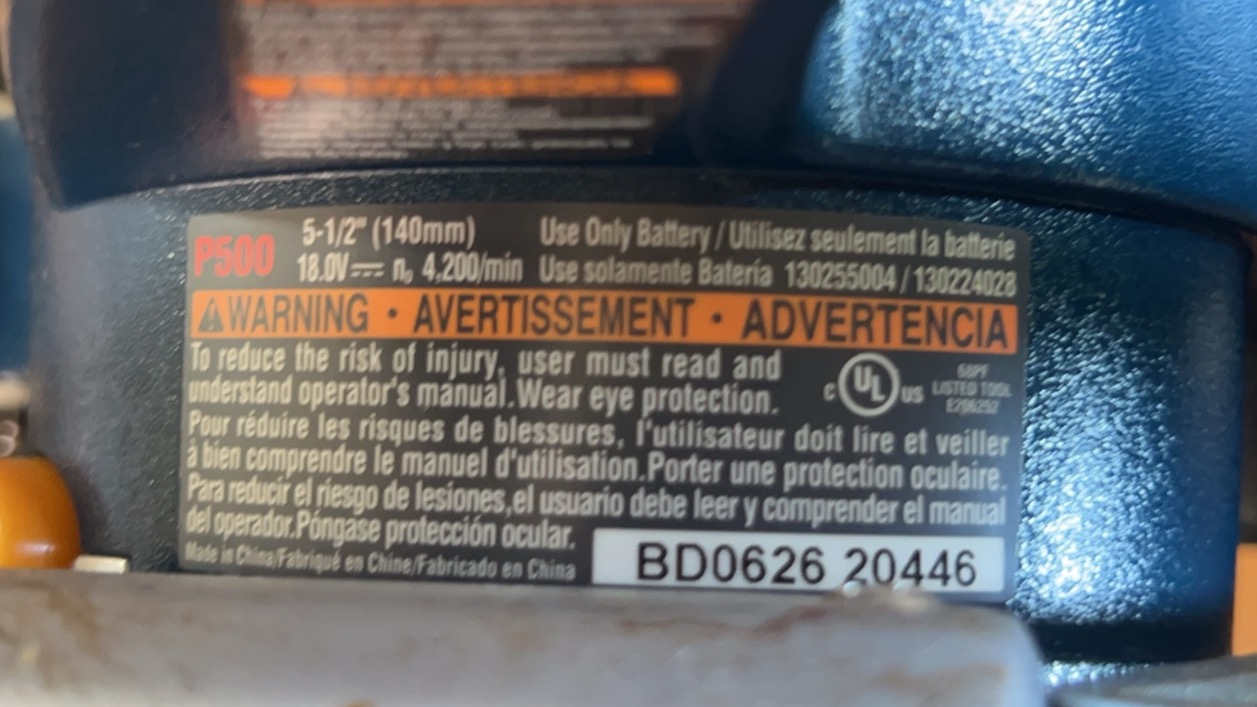 P500 5-1/2" (140mm) Use Only Battery / Utilisez seulement la batterie
18.0V⎓ n₀ 4,200/min Use solamente Batería 130255004 / 130224028
⚠WARNING • AVERTISSEMENT • ADVERTENCIA
To reduce the risk of injury, user must read and
understand operator's manual.Wear eye protection.
C UL US
LISTED TOOL
Pour réduire les risques de blessures, l'utilisateur doit lire et veiller
à bien comprendre le manuel d'utilisation.Porter une protection oculaire.
Para reducir el riesgo de lesiones,el usuario debe leer y comprender el manual
del operador.Póngase protección ocular.
Made in China/Fabriqué en Chine/Fabricado en China
BD0626 20446